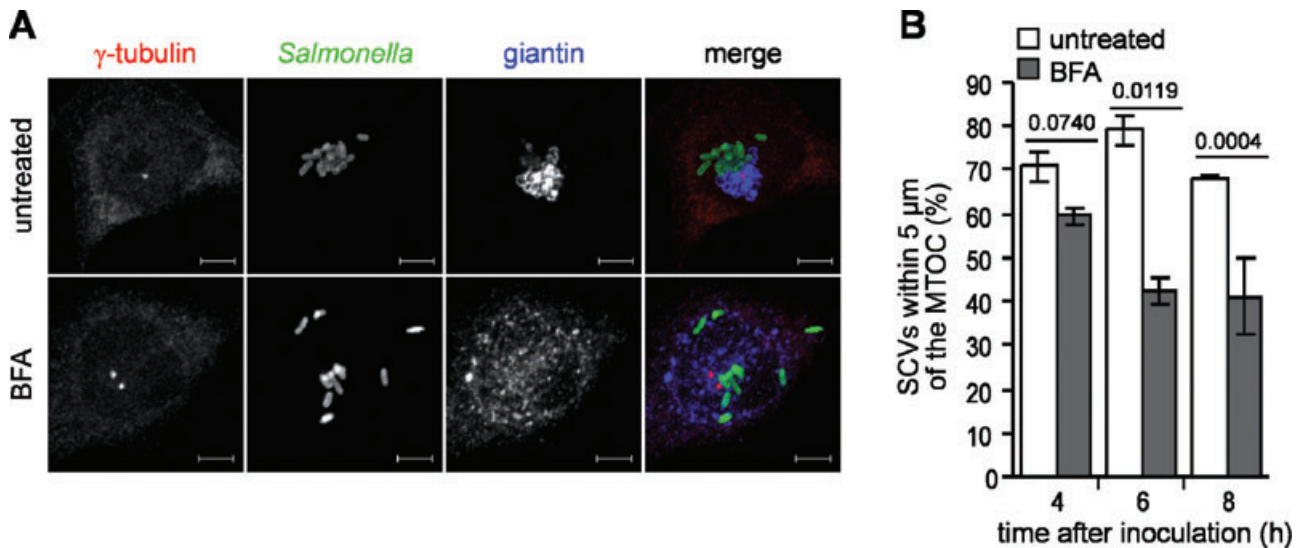 A
γ-tubulin Salmonella giantin merge
untreated
BFA
B
untreated
BFA
SCVs within 5 µm
of the MTOC (%)
90
80
70
60
50
40
30
20
10
0
0.0740
0.0119
0.0004
4 6 8
time after inoculation (h)